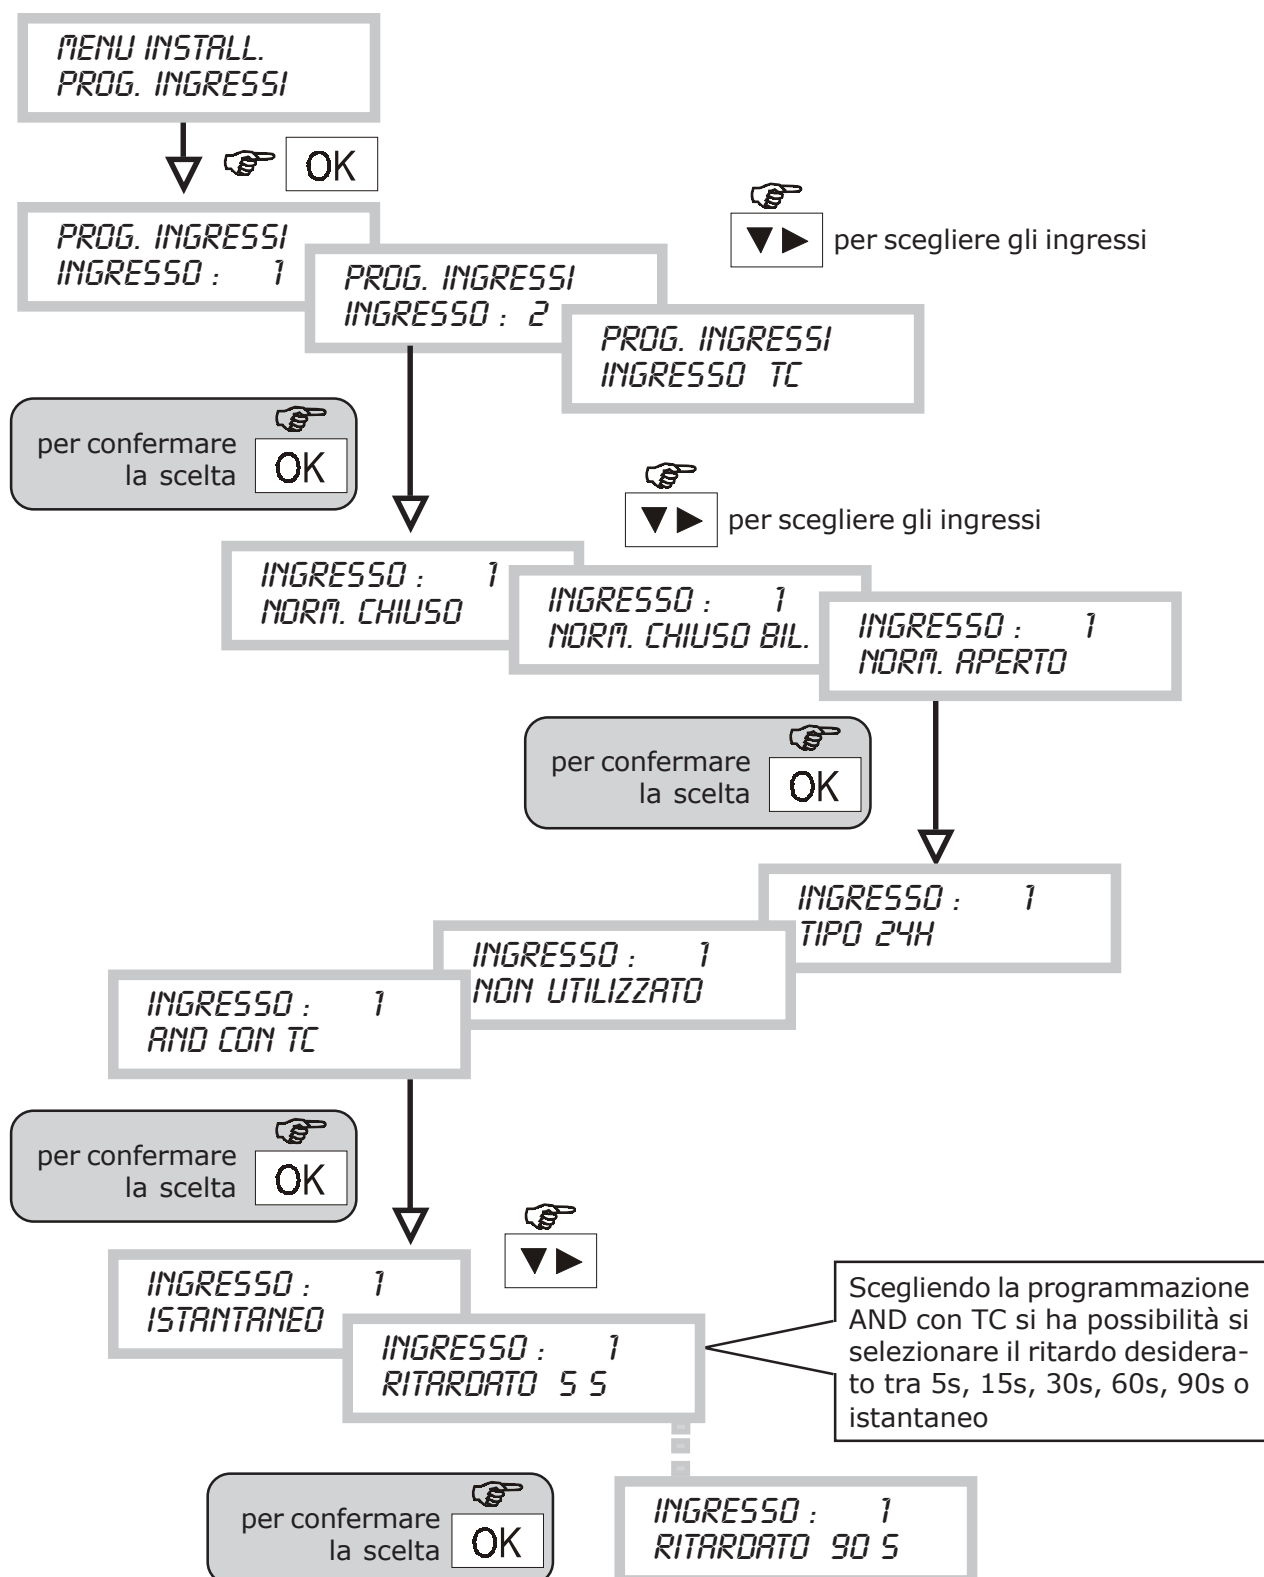 MENU INSTALL.
PROG. INGRESSI
OK
PROG. INGRESSI
INGRESSO : 1
PROG. INGRESSI
INGRESSO : 2
PROG. INGRESSI
INGRESSO TC
▼▶ per scegliere gli ingressi
per confermare
la scelta
OK
▼▶ per scegliere gli ingressi
INGRESSO : 1
NORM. CHIUSO
INGRESSO : 1
NORM. CHIUSO BIL.
INGRESSO : 1
NORM. APERTO
per confermare
la scelta
OK
INGRESSO : 1
TIPO 24H
INGRESSO : 1
NON UTILIZZATO
INGRESSO : 1
AND CON TC
per confermare
la scelta
OK
▼▶
INGRESSO : 1
ISTANTANEO
INGRESSO : 1
RITARDATO 5 S
Scegliendo la programmazione
AND con TC si ha possibilità si
selezionare il ritardo desidera-
to tra 5s, 15s, 30s, 60s, 90s o
istantaneo
per confermare
la scelta
OK
INGRESSO : 1
RITARDATO 90 S